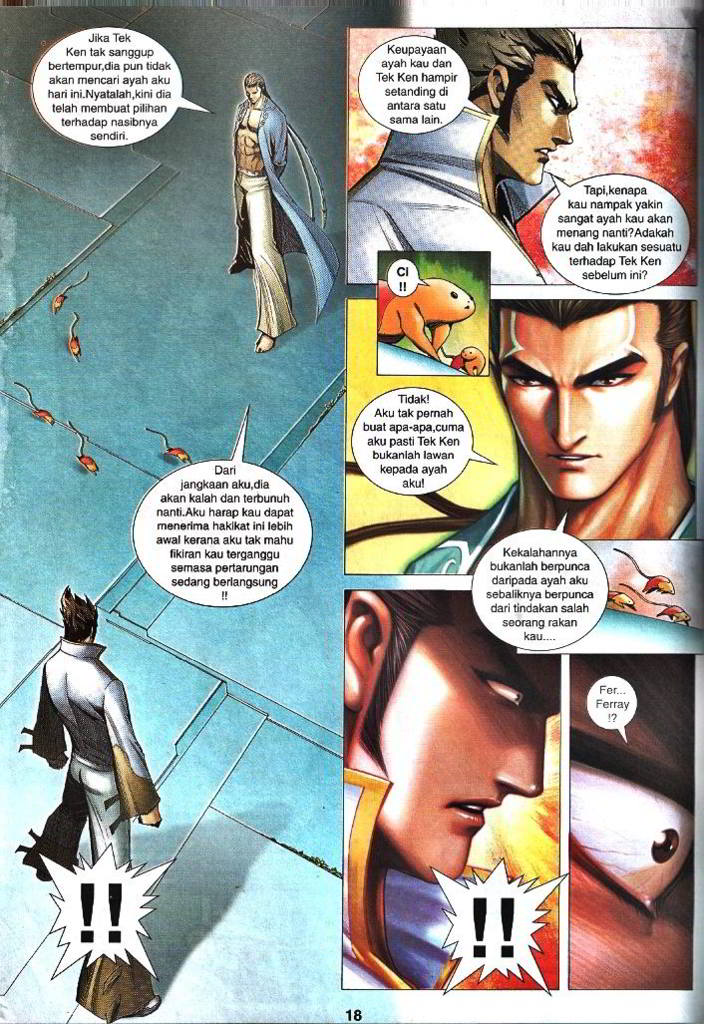 Jika Tek
Ken tak sanggup
bertempur,dia pun tidak
akan mencari ayah aku
hari ini.Nyatalah,kini dia
telah membuat pilihan
terhadap nasibnya
sendiri.
Dari
jangkaan aku,dia
akan kalah dan terbunuh
nanti.Aku harap kau dapat
menerima hakikat ini lebih
awal kerana aku tak mahu
fikiran kau terganggu
semasa pertarungan
sedang berlangsung
!!
!!
Keupayaan
ayah kau dan
Tek Ken hampir
setanding di
antara satu
sama lain.
Tapi,kenapa
kau nampak yakin
sangat ayah kau akan
menang nanti?Adakah
kau dah lakukan sesuatu
terhadap Tek Ken
sebelum ini?
CI
!!
Tidak!
Aku tak pernah
buat apa-apa,cuma
aku pasti Tek Ken
bukanlah lawan
kepada ayah
aku!
Kekalahannya
bukanlah berpunca
daripada ayah aku
sebaliknya berpunca
dari tindakan salah
seorang rakan
kau....
!!
Fer...
Ferray
!?
18